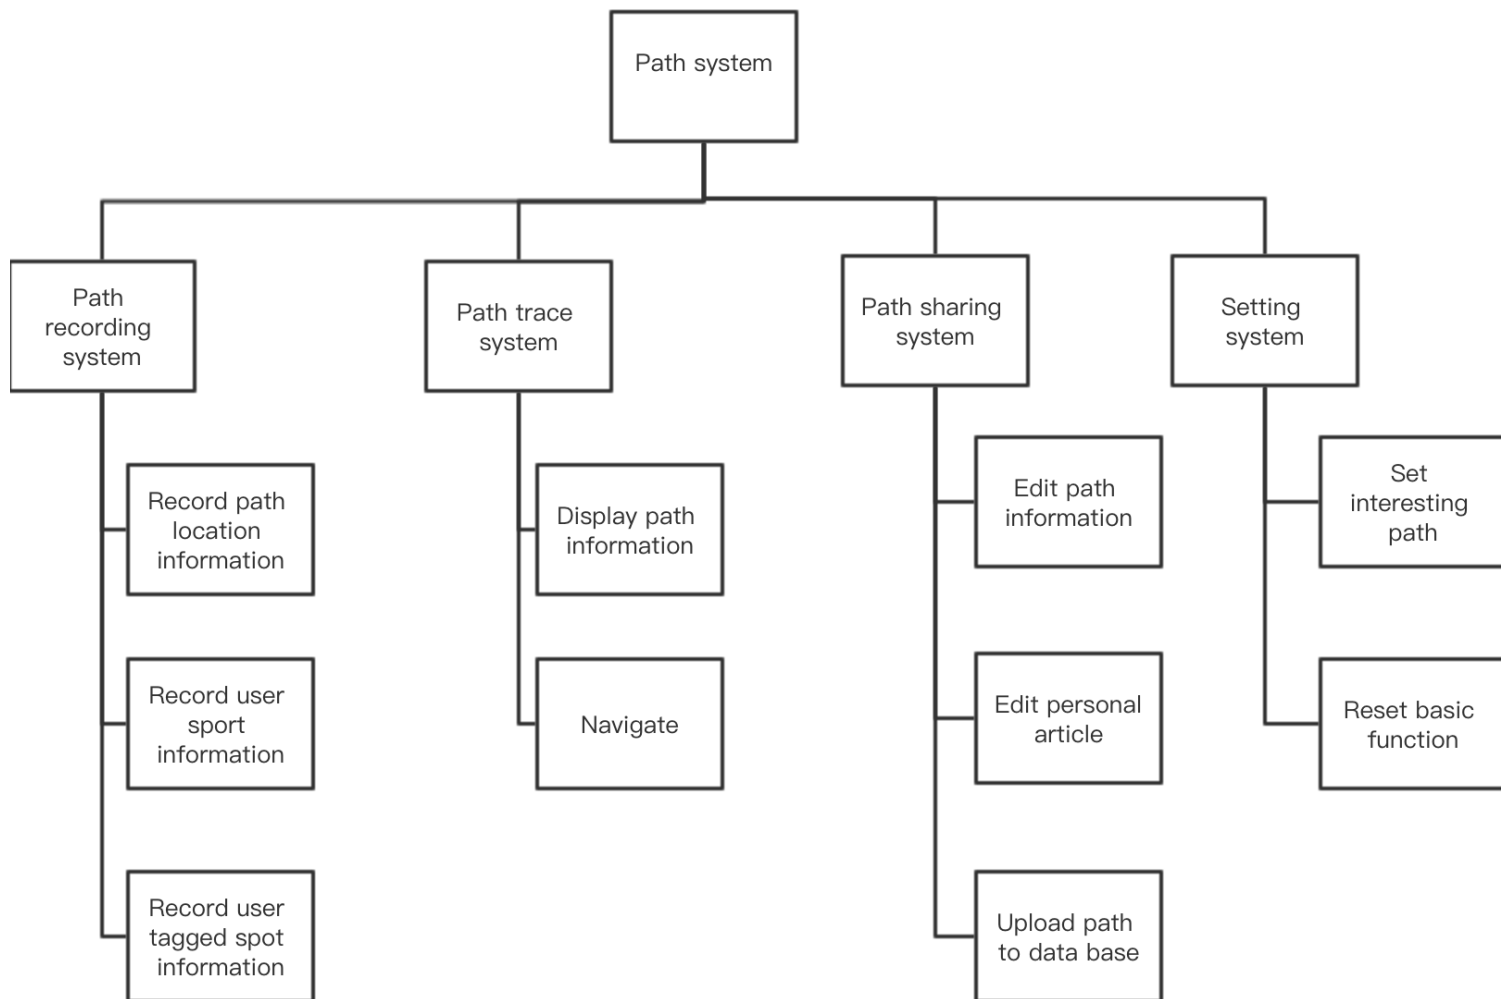 Path system
Path
recording
system
Path trace
system
Path sharing
system
Setting
system
Record path
location
information
Display path
information
Edit path
information
Set
interesting
path
Record user
sport
information
Navigate
Edit personal
article
Reset basic
function
Record user
tagged spot
information
Upload path
to data base